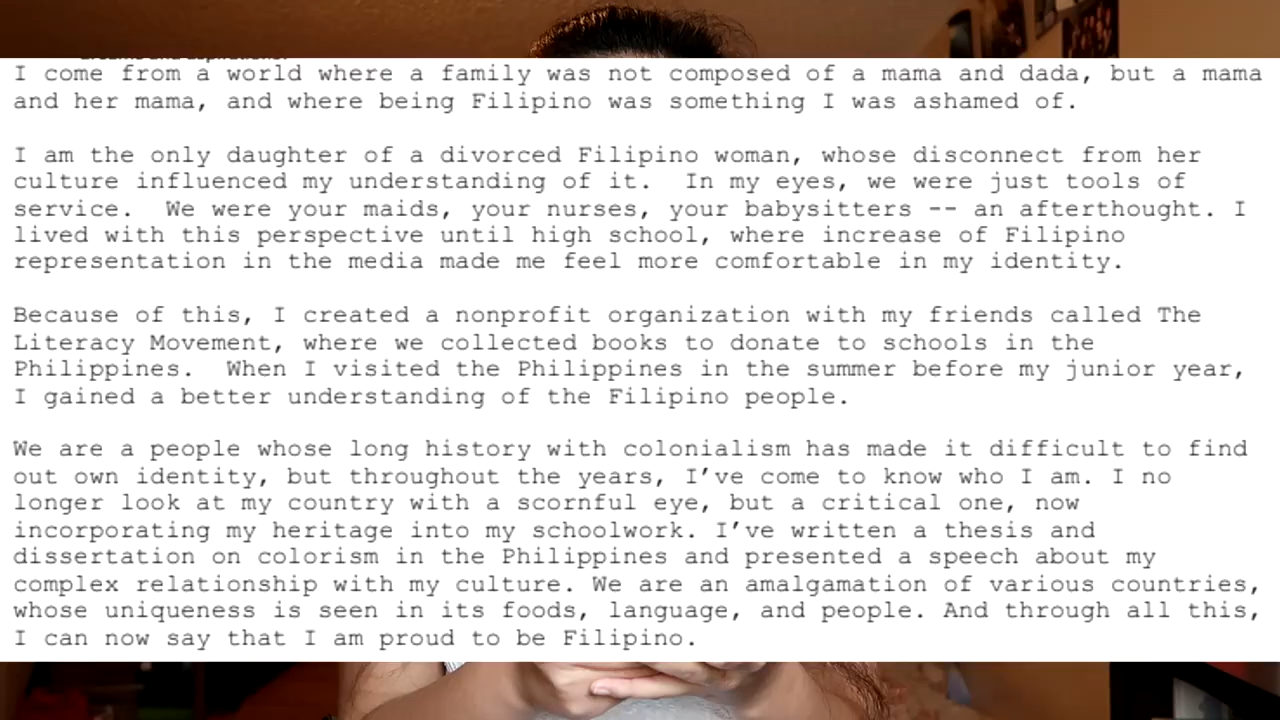 I come from a world where a family was not composed of a mama and dada, but a mama
and her mama, and where being Filipino was something I was ashamed of.
I am the only daughter of a divorced Filipino woman, whose disconnect from her
culture influenced my understanding of it.  In my eyes, we were just tools of
service.  We were your maids, your nurses, your babysitters -- an afterthought. I
lived with this perspective until high school, where increase of Filipino
representation in the media made me feel more comfortable in my identity.
Because of this, I created a nonprofit organization with my friends called The
Literacy Movement, where we collected books to donate to schools in the
Philippines.  When I visited the Philippines in the summer before my junior year,
I gained a better understanding of the Filipino people.
We are a people whose long history with colonialism has made it difficult to find
out own identity, but throughout the years, I’ve come to know who I am. I no
longer look at my country with a scornful eye, but a critical one, now
incorporating my heritage into my schoolwork. I’ve written a thesis and
dissertation on colorism in the Philippines and presented a speech about my
complex relationship with my culture. We are an amalgamation of various countries,
whose uniqueness is seen in its foods, language, and people. And through all this,
I can now say that I am proud to be Filipino.